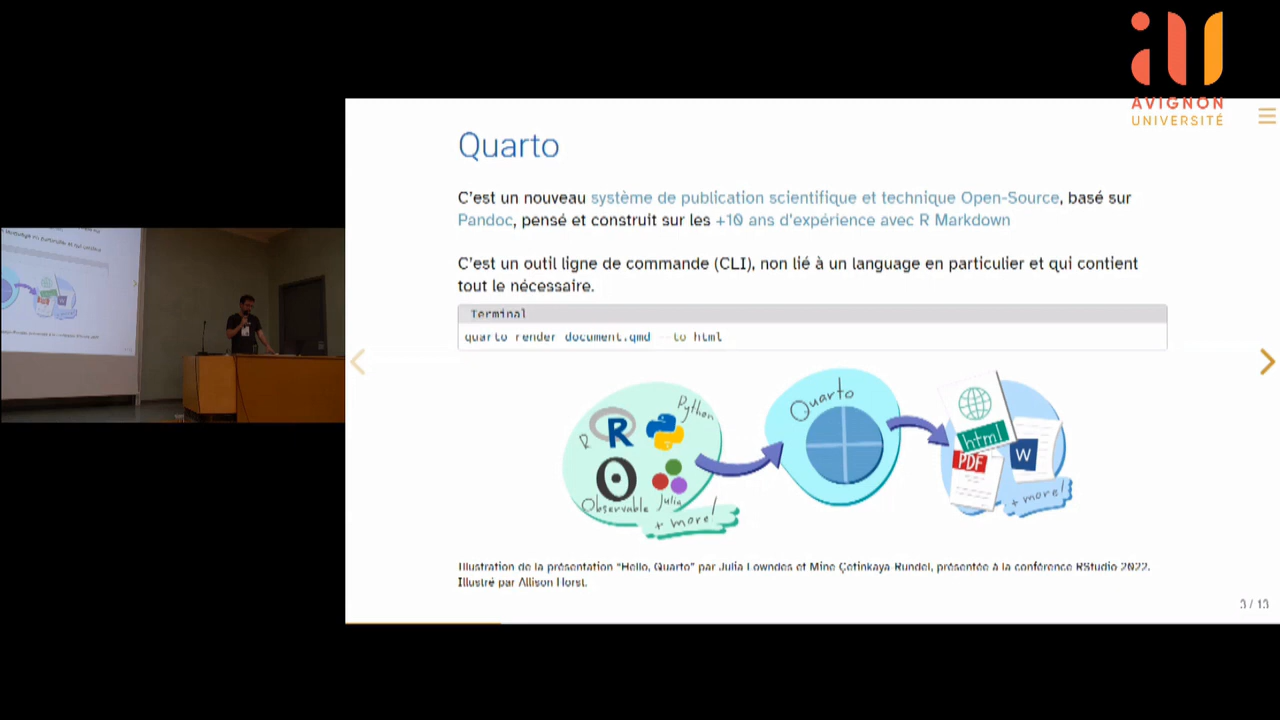 AVIGNON
UNIVERSITÉ
Quarto
C'est un nouveau système de publication scientifique et technique Open-Source, basé sur
Pandoc, pensé et construit sur les +10 ans d'expérience avec R Markdown
C'est un outil ligne de commande (CLI), non lié à un language en particulier et qui contient
tout le nécessaire.
Terminal
quarto render document.qmd --to html
R
R
Python
Observable
Julia
+ more!
Quarto
html
PDF
W
+ more!
Illustration de la présentation "Hello, Quarto" par Julia Lowndes et Mine Çetinkaya-Rundel, présentée à la conférence RStudio 2022.
Illustré par Allison Horst.
3 / 13